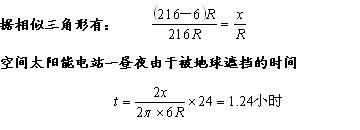 据相似三角形有： (216－6)R / 216R = x / R
空间太阳能电站一昼夜由于被地球遮挡的时间
t = 2x / 2π×6R ×24 = 1.24小时